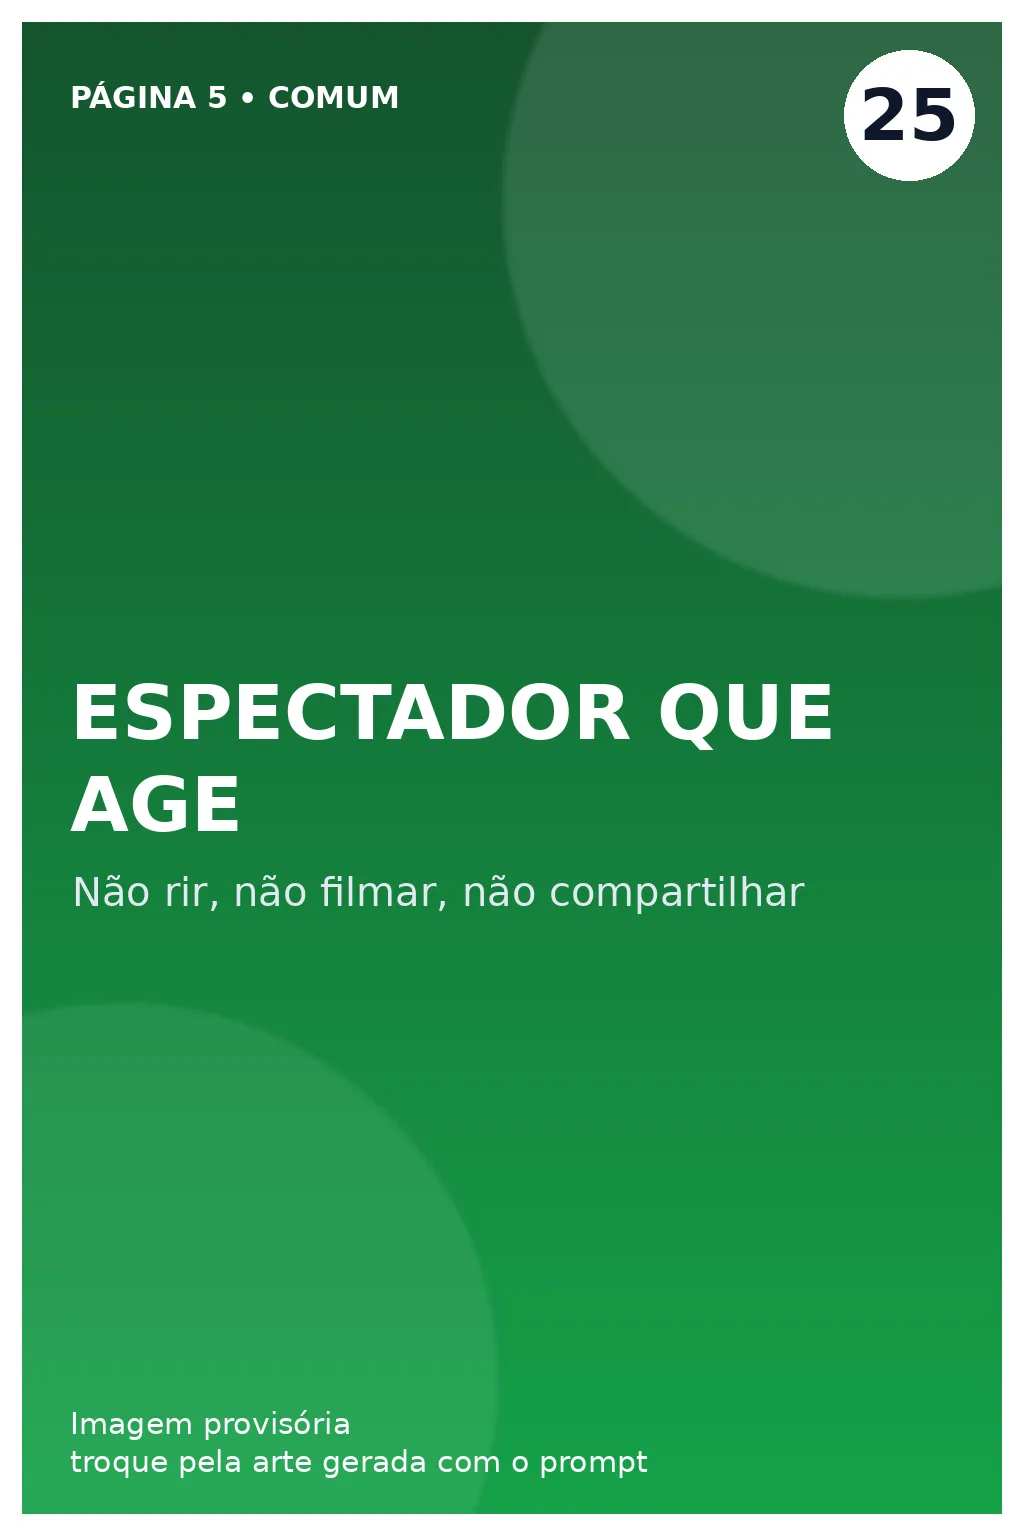 PÁGINA 5 • COMUM
25
ESPECTADOR QUE
AGE
Não rir, não filmar, não compartilhar
Imagem provisória
troque pela arte gerada com o prompt